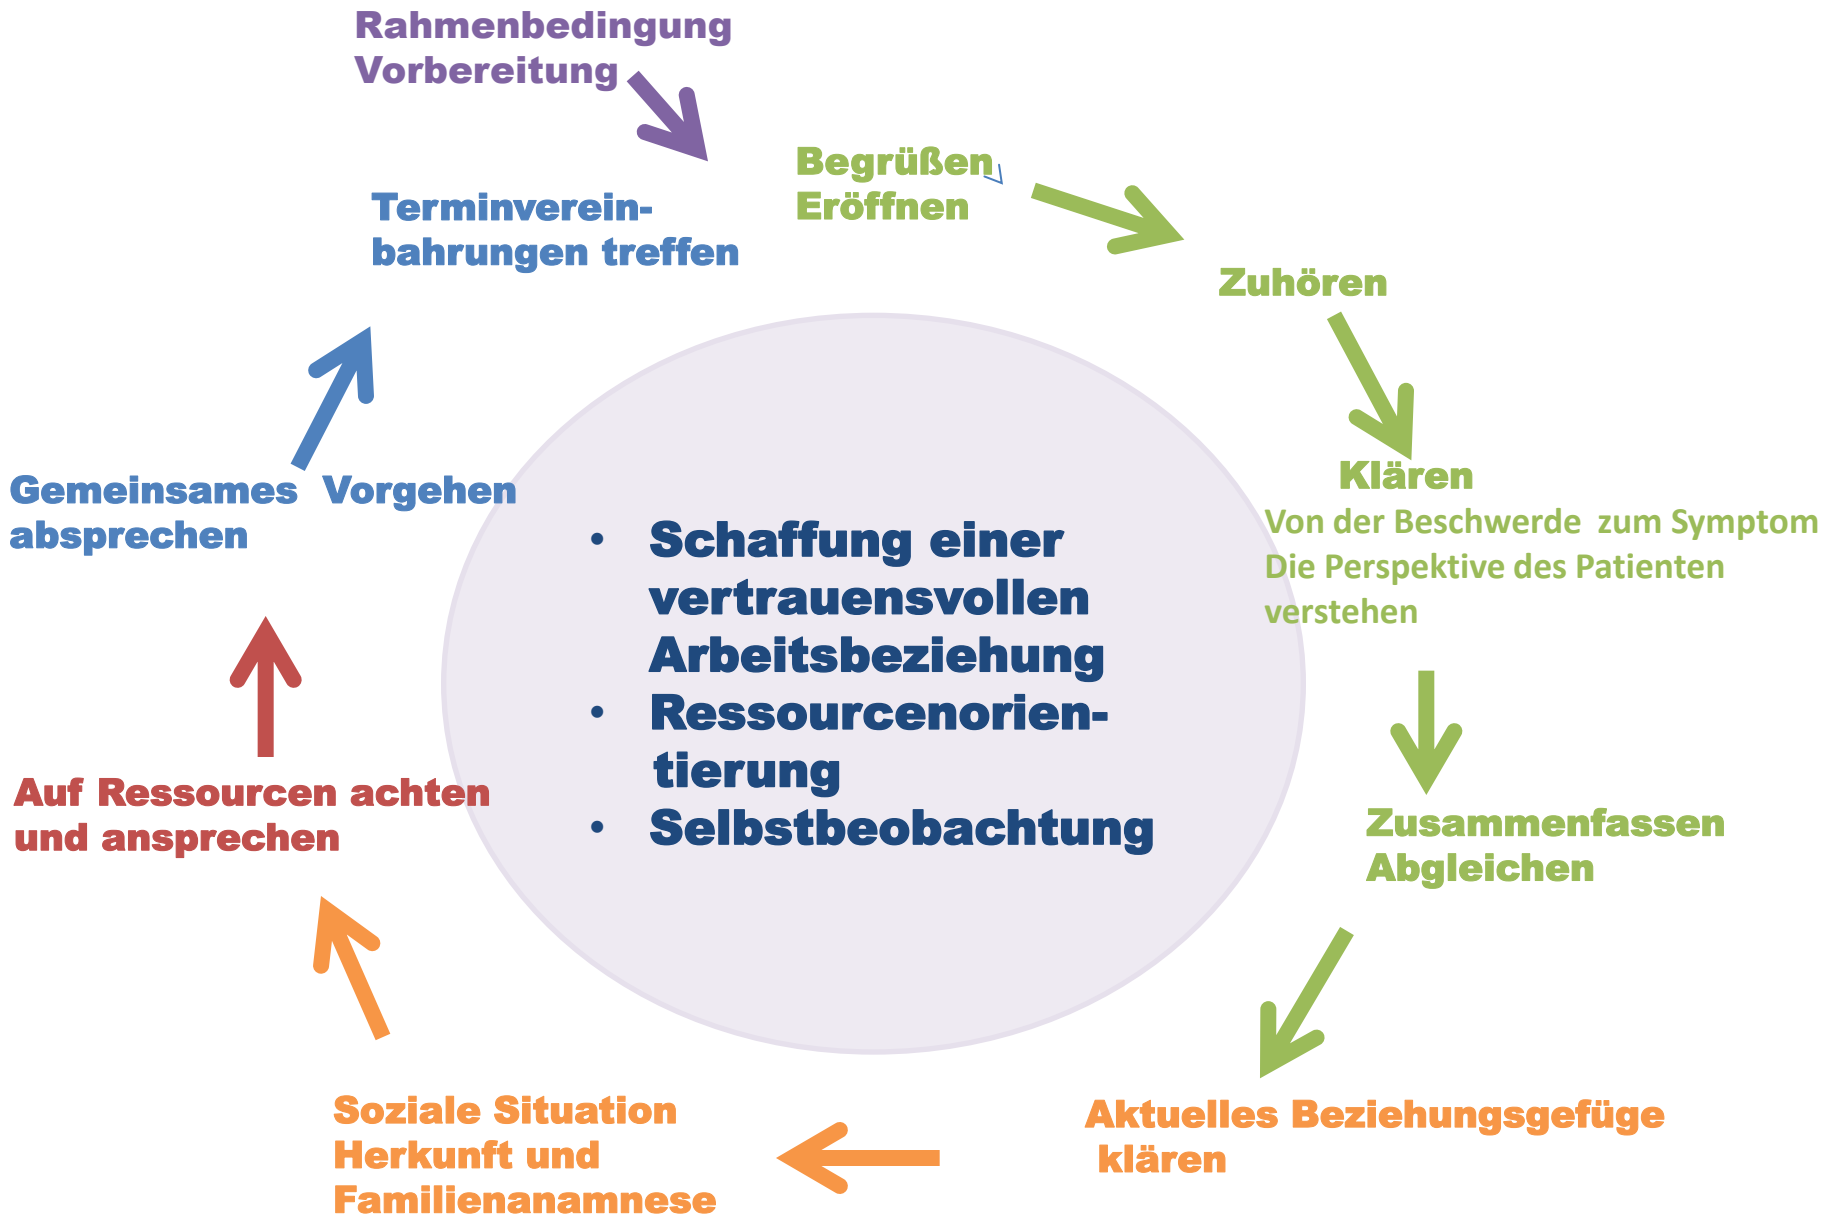 Rahmenbedingung
Vorbereitung
Begrüßen,
Eröffnen
Zuhören
Klären
Von der Beschwerde zum Symptom
Die Perspektive des Patienten
verstehen
Zusammenfassen
Abgleichen
Aktuelles Beziehungsgefüge
klären
Soziale Situation
Herkunft und
Familienanamnese
Auf Ressourcen achten
und ansprechen
Gemeinsames Vorgehen
absprechen
Terminverein-
bahrungen treffen
• Schaffung einer
vertrauensvollen
Arbeitsbeziehung
• Ressourcenorien-
tierung
• Selbstbeobachtung